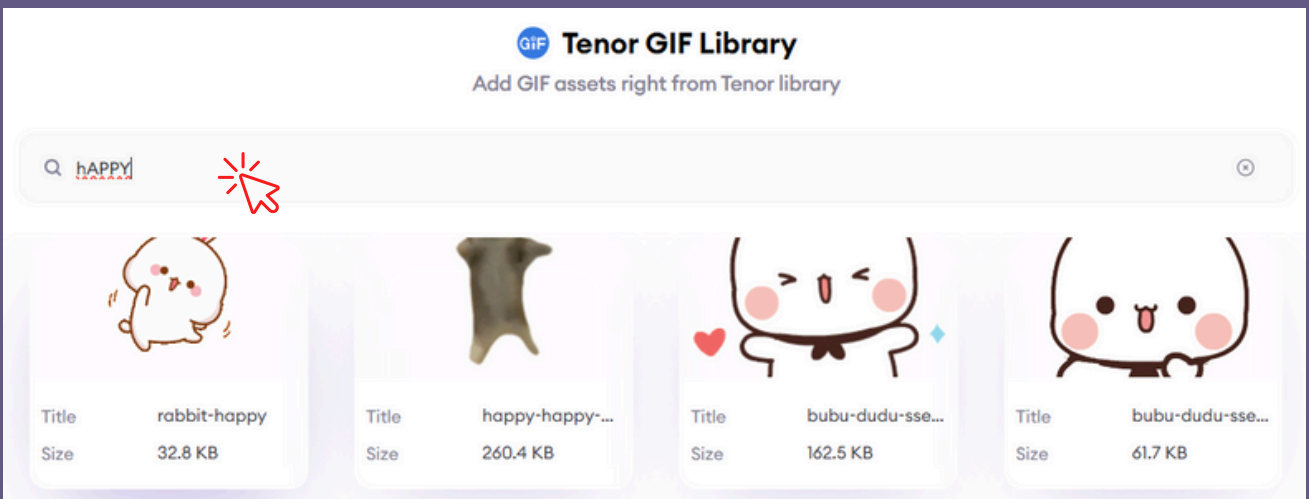 GIF Tenor GIF Library
Add GIF assets right from Tenor library
hAPPY
Title rabbit-happy Title happy-happy-... Title bubu-dudu-sse... Title bubu-dudu-sse...
Size 32.8 KB Size 260.4 KB Size 162.5 KB Size 61.7 KB